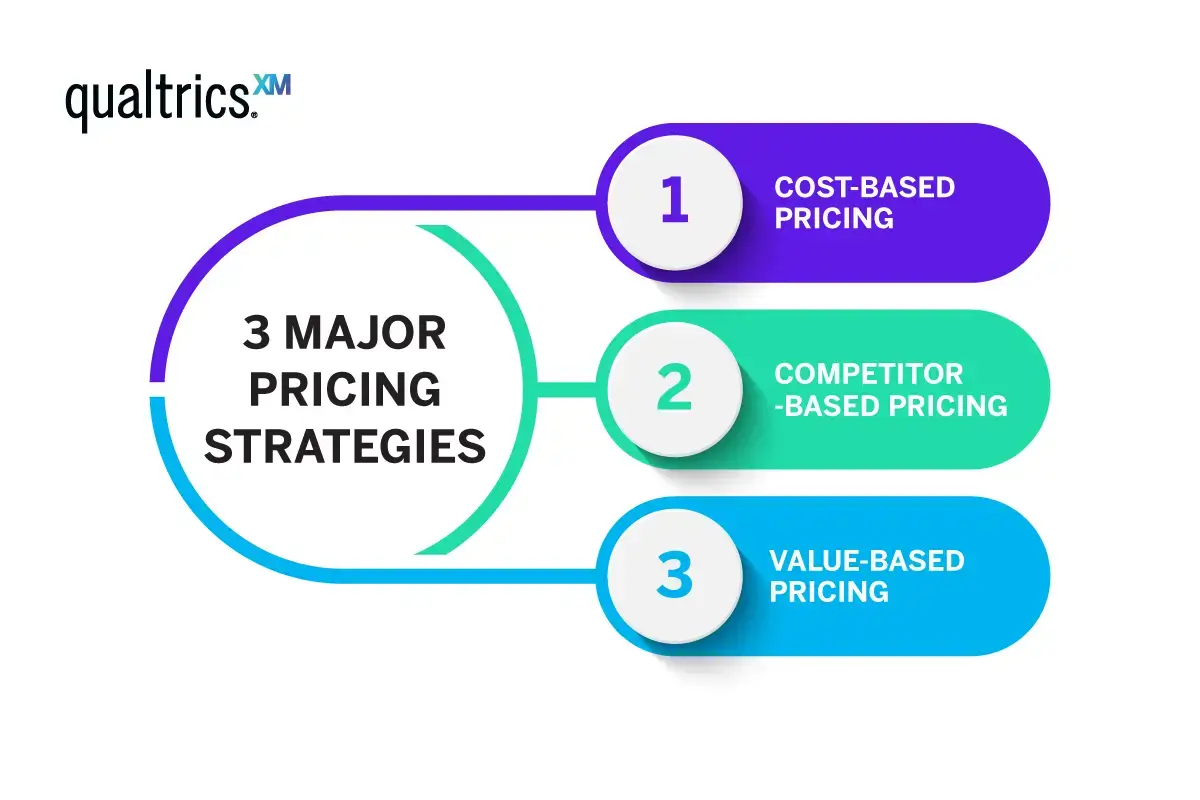 qualtrics.XM®
3 MAJOR
PRICING
STRATEGIES
1
COST-BASED
PRICING
2
COMPETITOR
-BASED PRICING
3
VALUE-BASED
PRICING